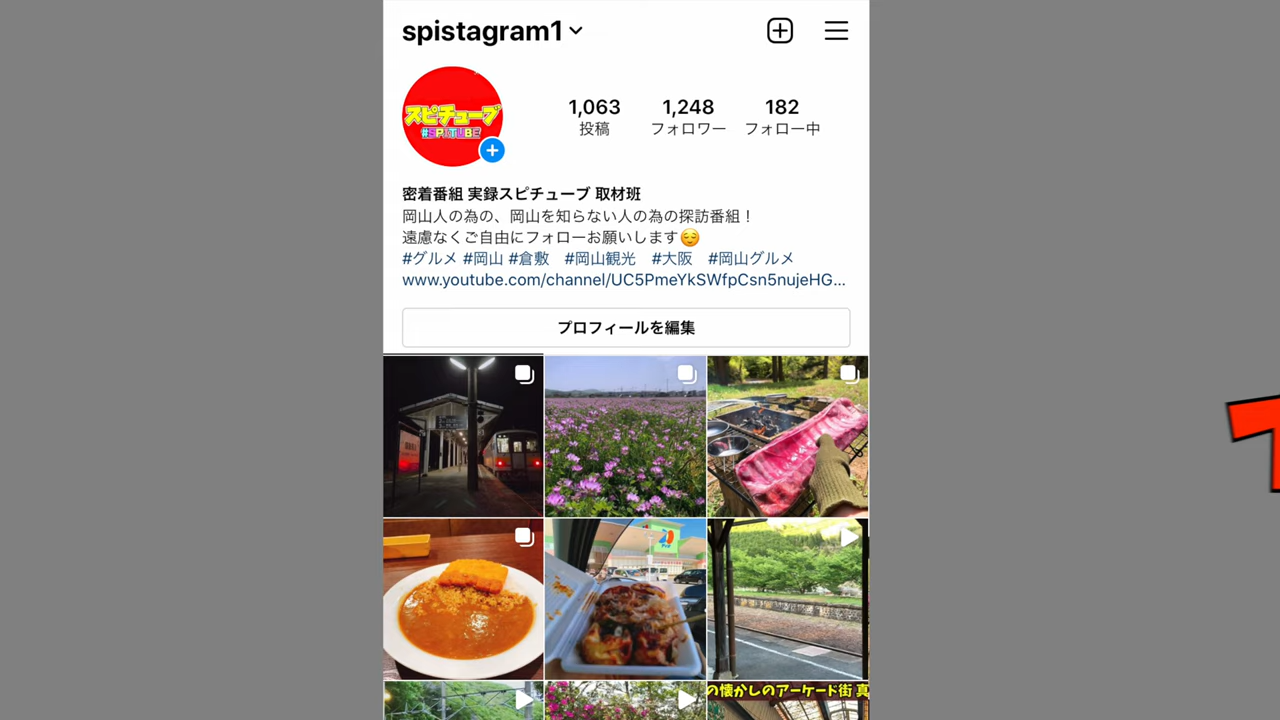 spistagram1
スピチューブ
#SPITUBE
1,063
投稿
1,248
フォロワー
182
フォロー中
密着番組 実録スピチューブ 取材班
岡山人の為の、岡山を知らない人の為の探訪番組！
遠慮なくご自由にフォローお願いします😌
#グルメ #岡山 #倉敷　#岡山観光　#大阪　#岡山グルメ
www.youtube.com/channel/UC5PmeYkSWfpCsn5nujeHG...
プロフィールを編集
の懐かしのアーケード街 真